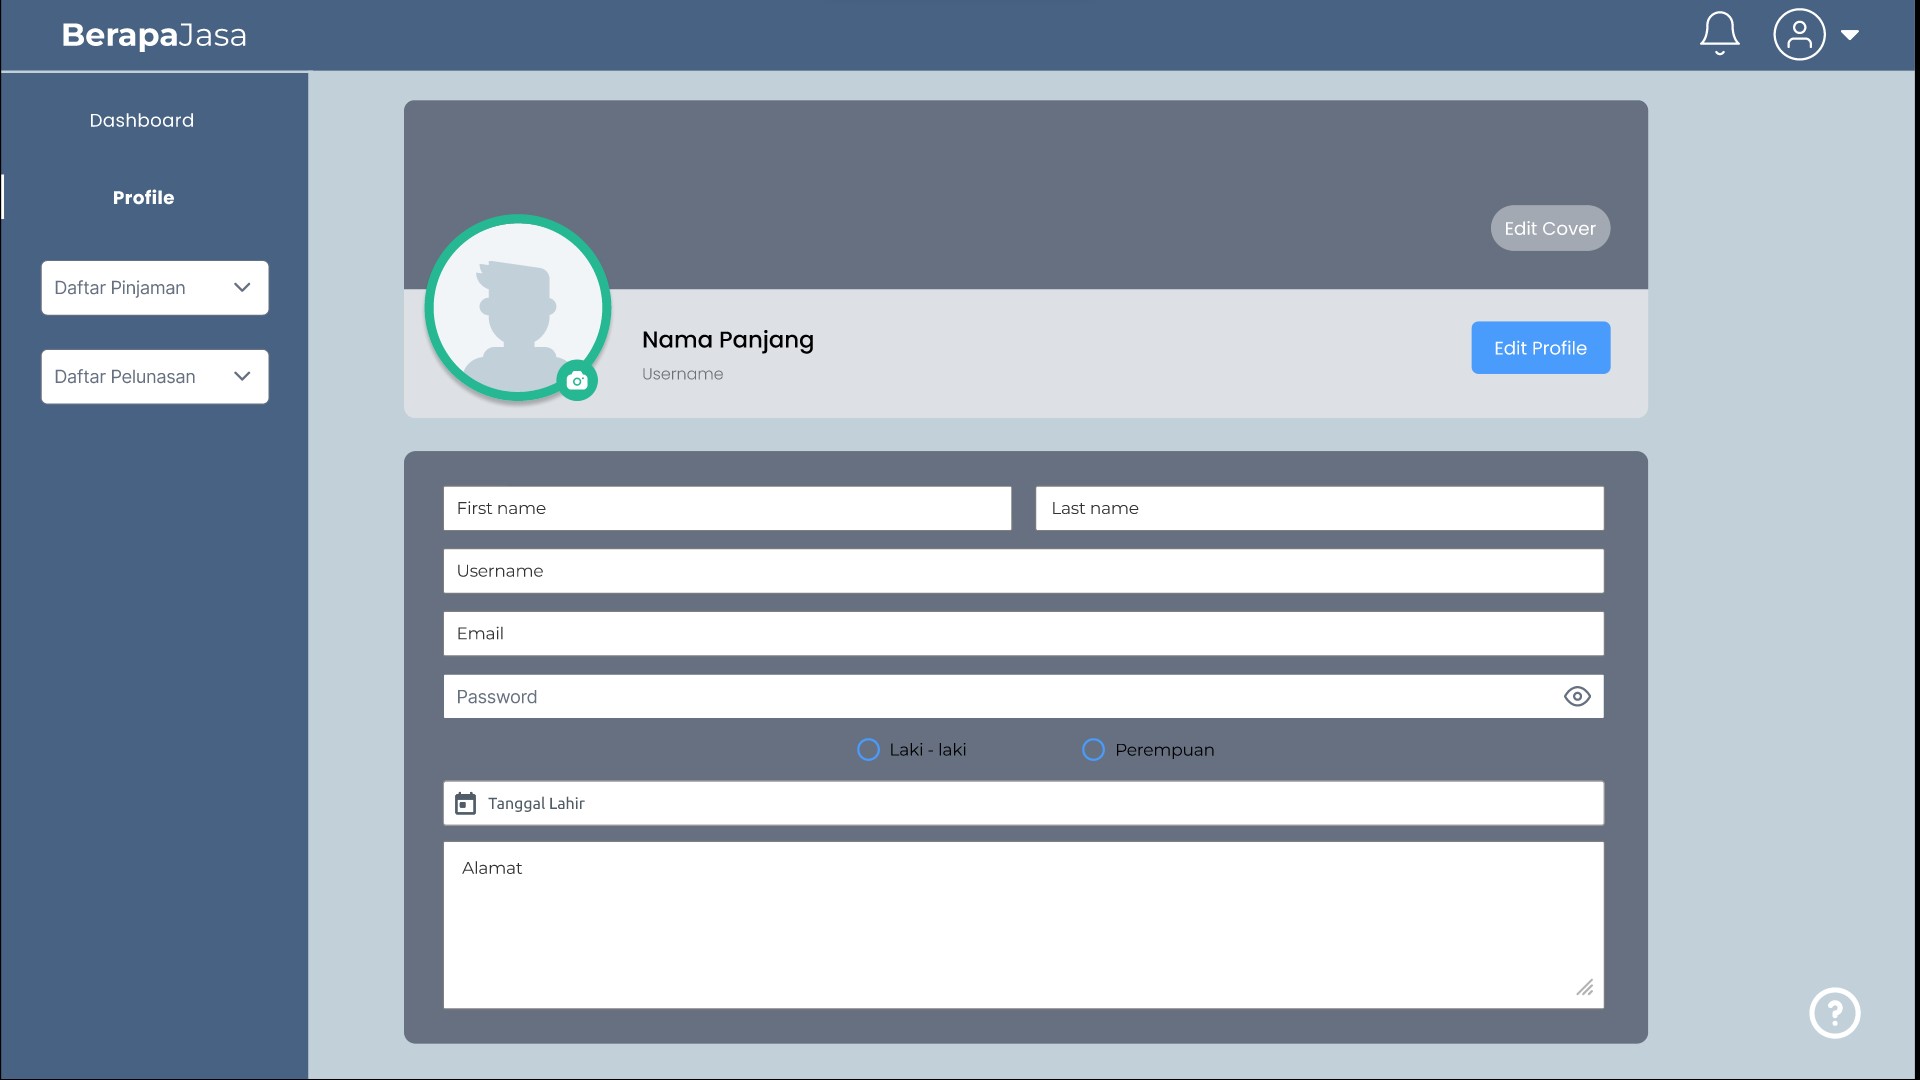 BerapaJasa
Dashboard
Profile
Daftar Pinjaman
Daftar Pelunasan
Edit Cover
Nama Panjang
Username
Edit Profile
First name
Last name
Username
Email
Password
Laki - laki
Perempuan
Tanggal Lahir
Alamat
?